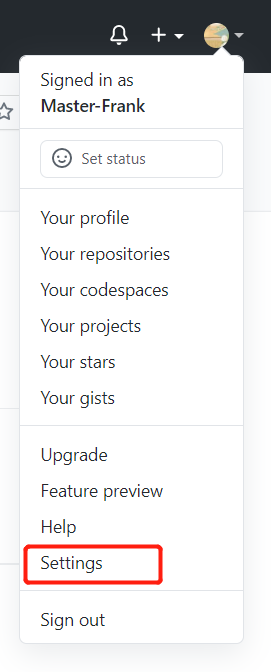 Signed in as
Master-Frank
Set status
Your profile
Your repositories
Your codespaces
Your projects
Your stars
Your gists
Upgrade
Feature preview
Help
Settings
Sign out